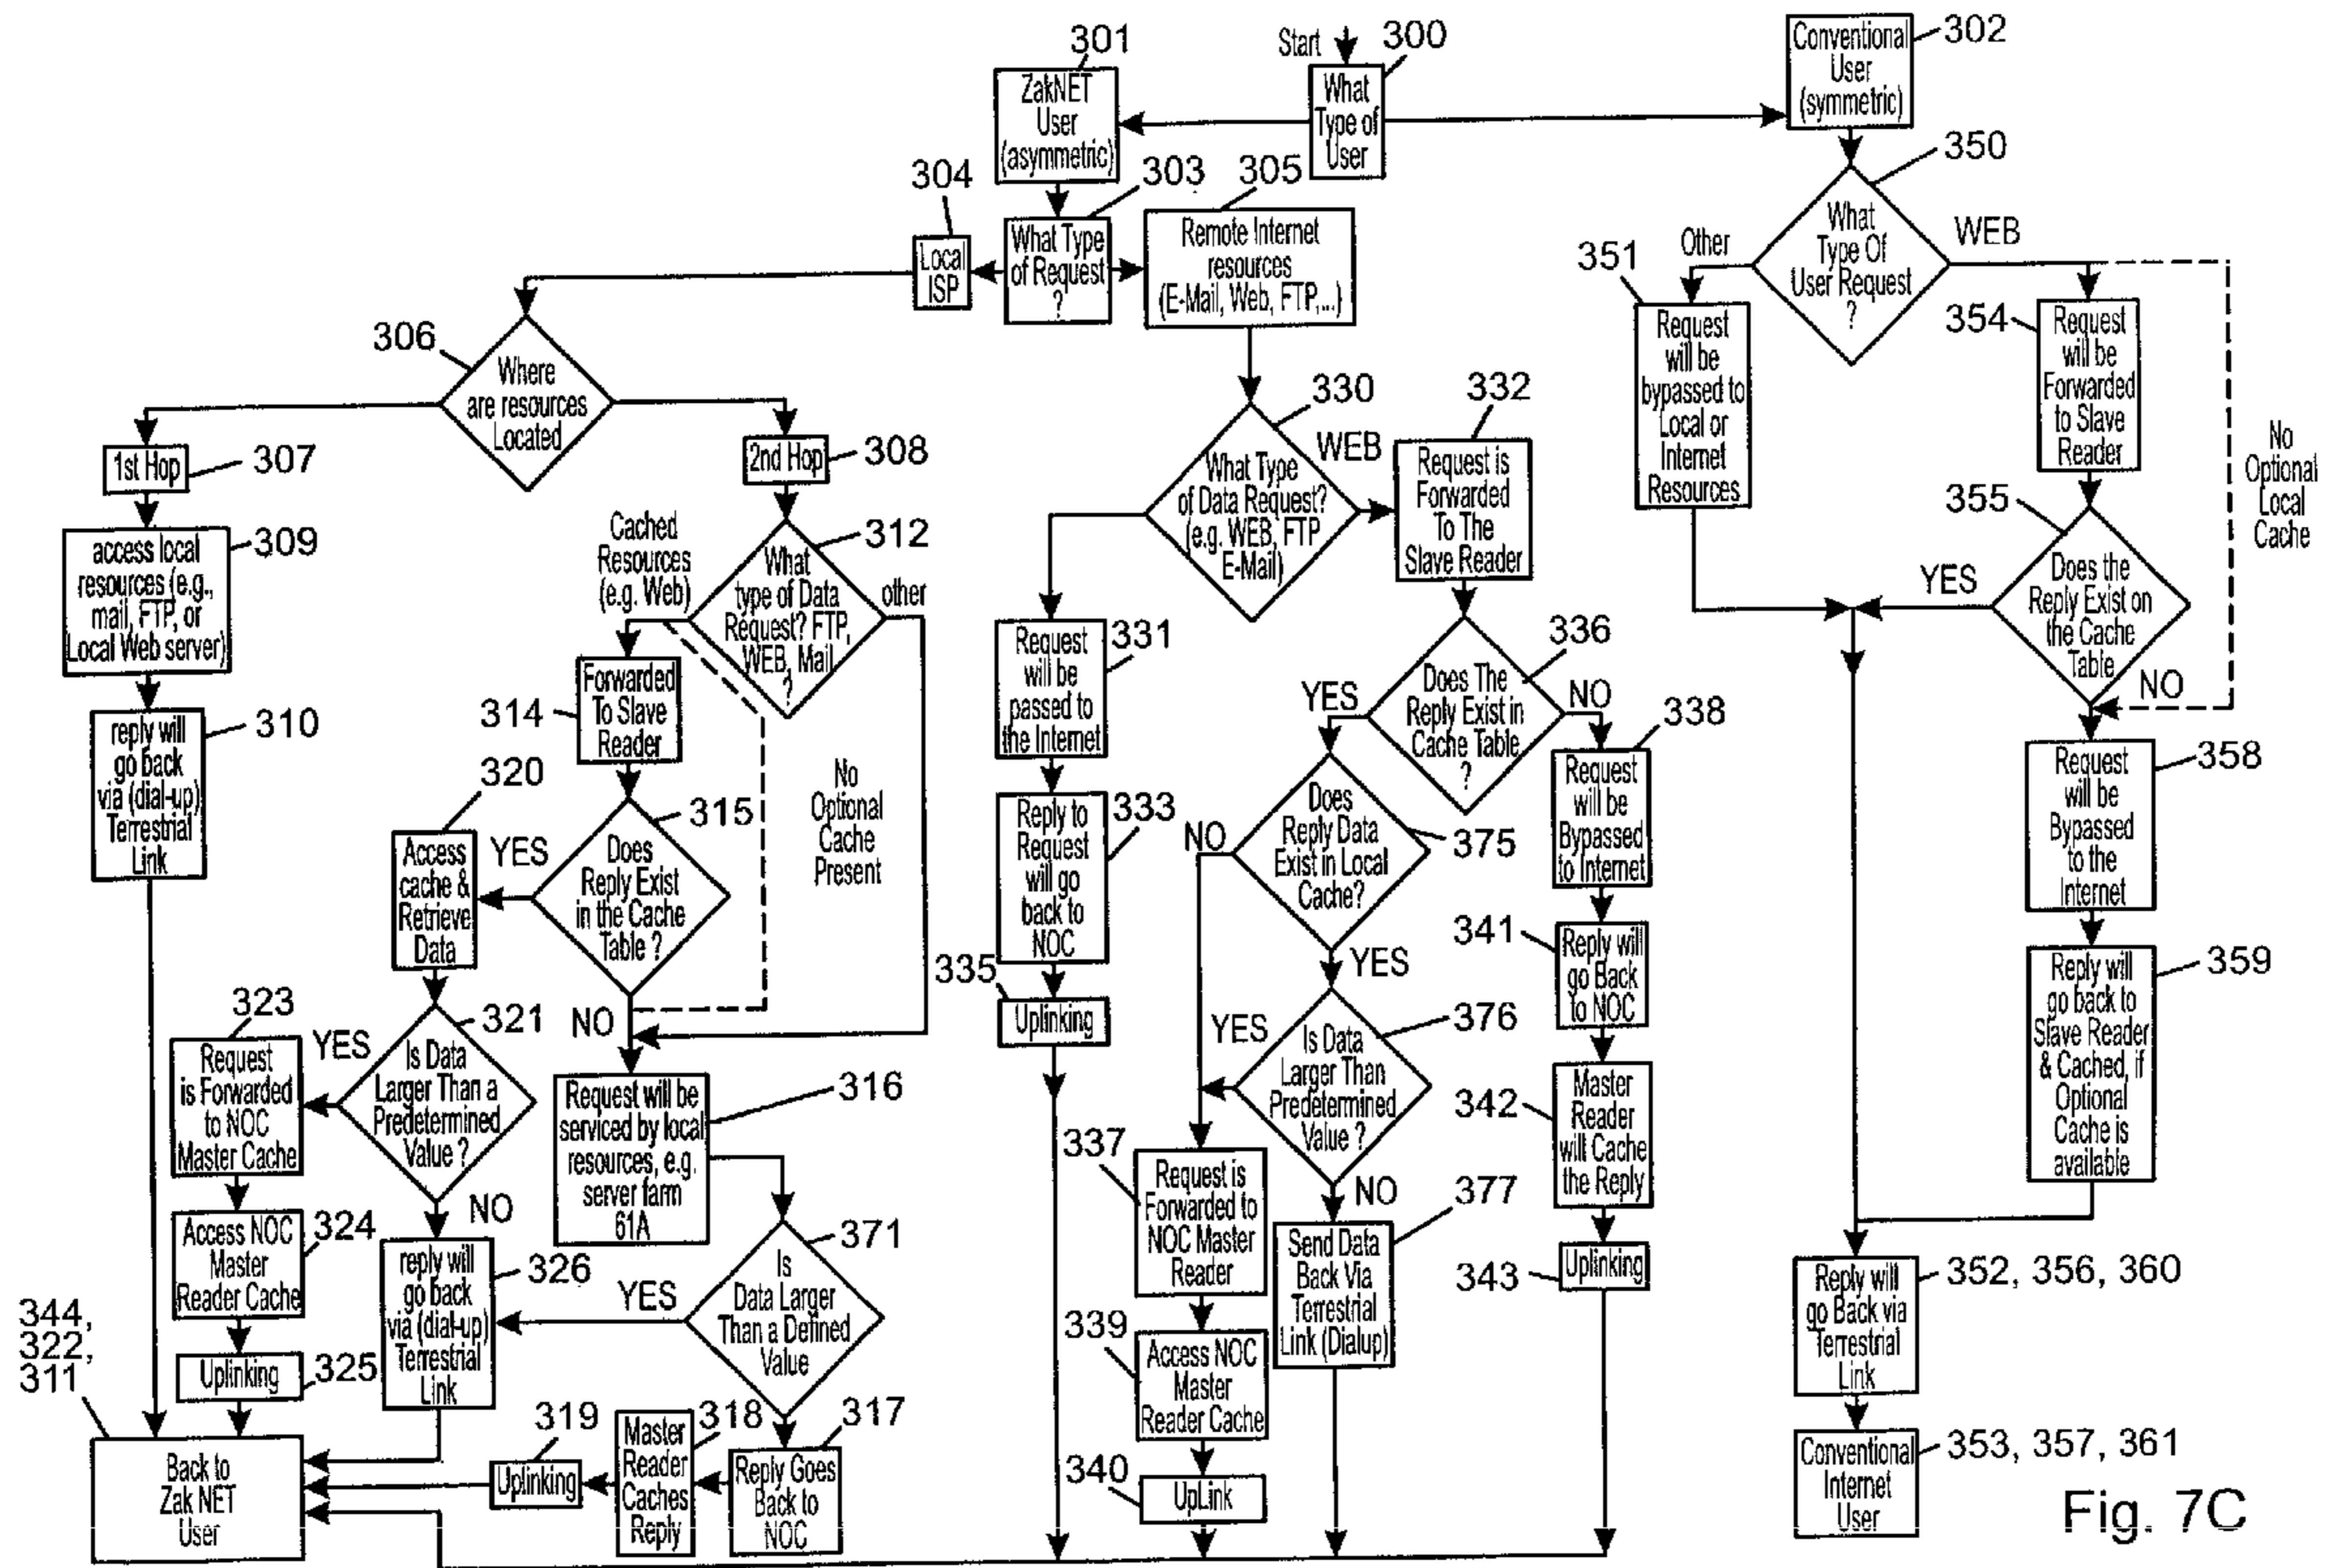 Start
300
What
Type of
User
301
ZakNET
User
(asymmetric)
302
Conventional
User
(symmetric)
303
What Type
of Request
?
304
Local
ISP
305
Remote Internet
resources
(E-Mail, Web, FTP,...)
306
Where
are resources
Located
1st Hop
307
2nd Hop
308
access local
resources (e.g.,
mail, FTP, or
Local Web server)
309
reply will
go back
via (dial-up)
Terrestrial
Link
310
Cached
Resources
(e.g. Web)
312
What
type of Data
Request? FTP,
WEB, Mail
?
other
314
Forwarded
To Slave
Reader
No
Optional
Cache
Present
315
Does
Reply Exist
in the Cache
Table ?
YES
NO
320
Access
cache &
Retrieve
Data
321
Is Data
Larger Than a
Predetermined
Value ?
YES
NO
323
Request
is Forwarded
to NOC
Master Cache
Access NOC
Master
Reader Cache
324
Uplinking
325
reply will
go back
via (dial-up)
Terrestrial
Link
326
Request will be
serviced by local
resources, e.g.
server farm
61A
316
371
Is
Data Larger
Than a Defined
Value
YES
317
Reply Goes
Back to
NOC
318
Master
Reader
Caches
Reply
319
Uplinking
344,
322,
311
Back to
Zak NET
User
330
What Type
of Data Request?
(e.g. WEB, FTP
E-Mail)
WEB
332
Request is
Forwarded
To The
Slave Reader
Request
will be
passed to
the Internet
331
Reply to
Request
will go
back to
NOC
333
335
Uplinking
336
Does The
Reply Exist in
Cache Table
?
YES
NO
338
Request
will be
Bypassed
to Internet
341
Reply will
go Back
to NOC
342
Master
Reader
will Cache
the Reply
343
Uplinking
Does
Reply Data
Exist in Local
Cache?
375
NO
YES
Is Data
Larger Than
Predetermined
Value ?
376
YES
NO
337
Request is
Forwarded to
NOC Master
Reader
377
Send Data
Back Via
Terrestrial
Link (Dialup)
339
Access NOC
Master
Reader Cache
340
UpLink
350
What
Type Of
User Request
?
Other
WEB
351
Request
will be
bypassed to
Local or
Internet
Resources
354
Request
will be
Forwarded
to Slave
Reader
No
Optional
Local
Cache
355
Does the
Reply Exist on
the Cache
Table
YES
NO
Request
will be
Bypassed
to the
Internet
358
Reply will
go back to
Slave Reader
& Cached, if
Optional
Cache is
available
359
Reply will
go Back via
Terrestrial
Link
352, 356, 360
Conventional
Internet
User
353, 357, 361
Fig. 7C